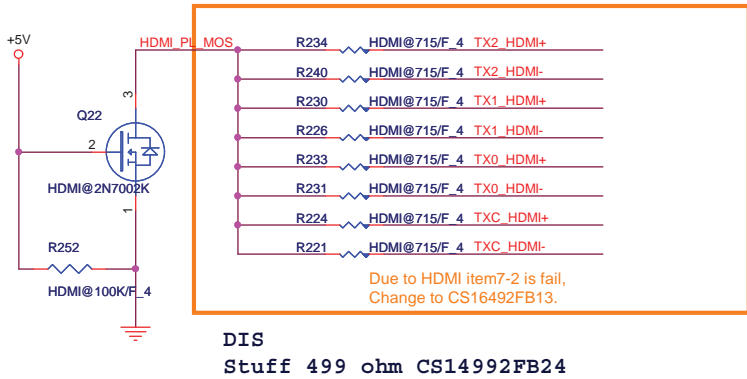 +5V
HDMI_PL_MOS
R234 HDMI@715/F_4 TX2_HDMI+
R240 HDMI@715/F_4 TX2_HDMI-
R230 HDMI@715/F_4 TX1_HDMI+
R226 HDMI@715/F_4 TX1_HDMI-
R233 HDMI@715/F_4 TX0_HDMI+
R231 HDMI@715/F_4 TX0_HDMI-
R224 HDMI@715/F_4 TXC_HDMI+
R221 HDMI@715/F_4 TXC_HDMI-
3
Q22
2
HDMI@2N7002K
1
R252
HDMI@100K/F_4
Due to HDMI item7-2 is fail,
Change to CS16492FB13.
DIS
Stuff 499 ohm CS14992FB24